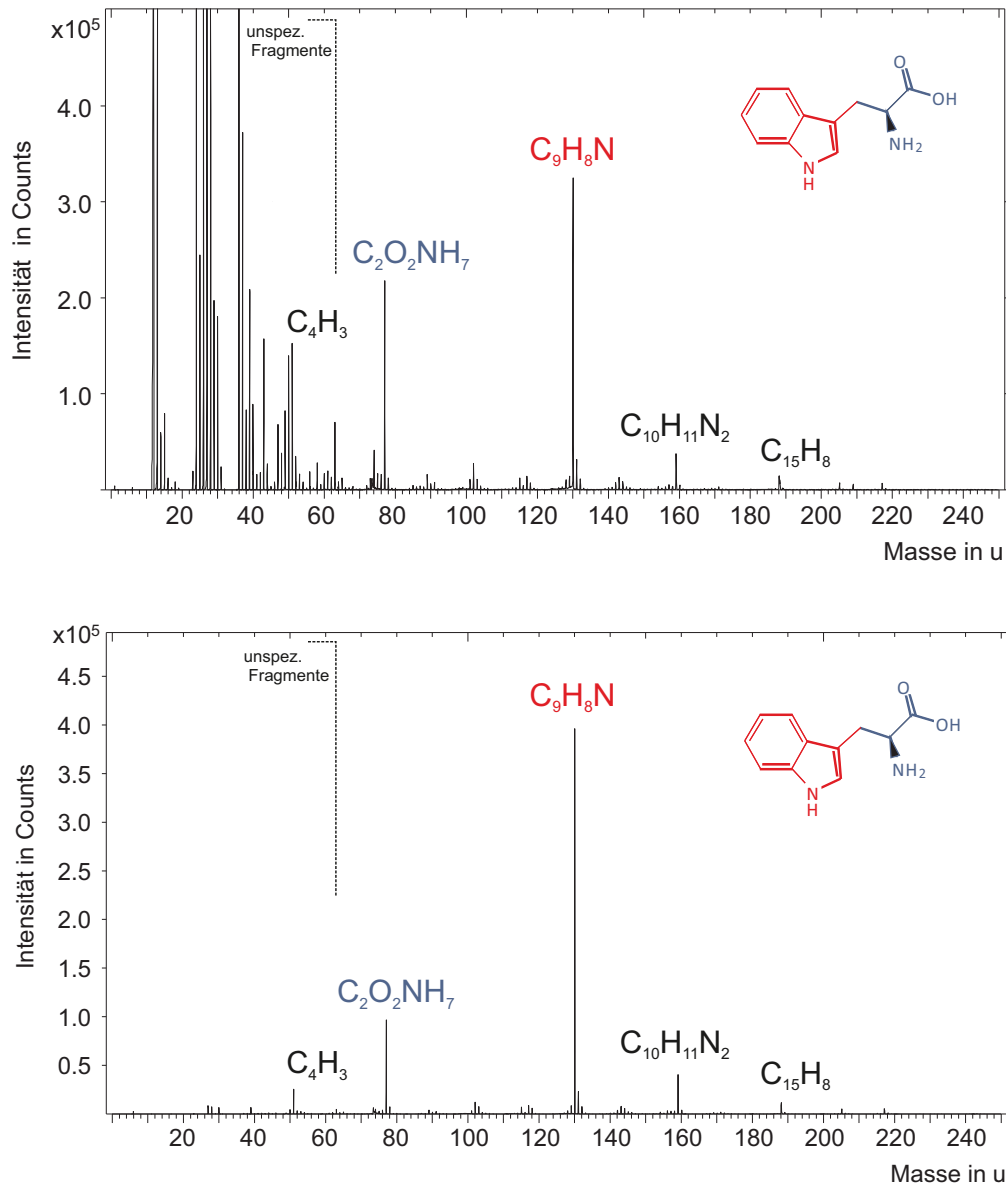 x10⁵
unspez.
Fragmente
4.0
3.0
2.0
1.0
Intensität in Counts
C₄H₃
C₂O₂NH₇
C₉H₈N
C₁₀H₁₁N₂
C₁₅H₈
O
OH
NH₂
N
H
20 40 60 80 100 120 140 160 180 200 220 240
Masse in u
x10⁵
unspez.
Fragmente
4.5
4.0
3.5
3.0
2.5
2.0
1.5
1.0
0.5
Intensität in Counts
C₄H₃
C₂O₂NH₇
C₉H₈N
C₁₀H₁₁N₂
C₁₅H₈
O
OH
NH₂
N
H
20 40 60 80 100 120 140 160 180 200 220 240
Masse in u